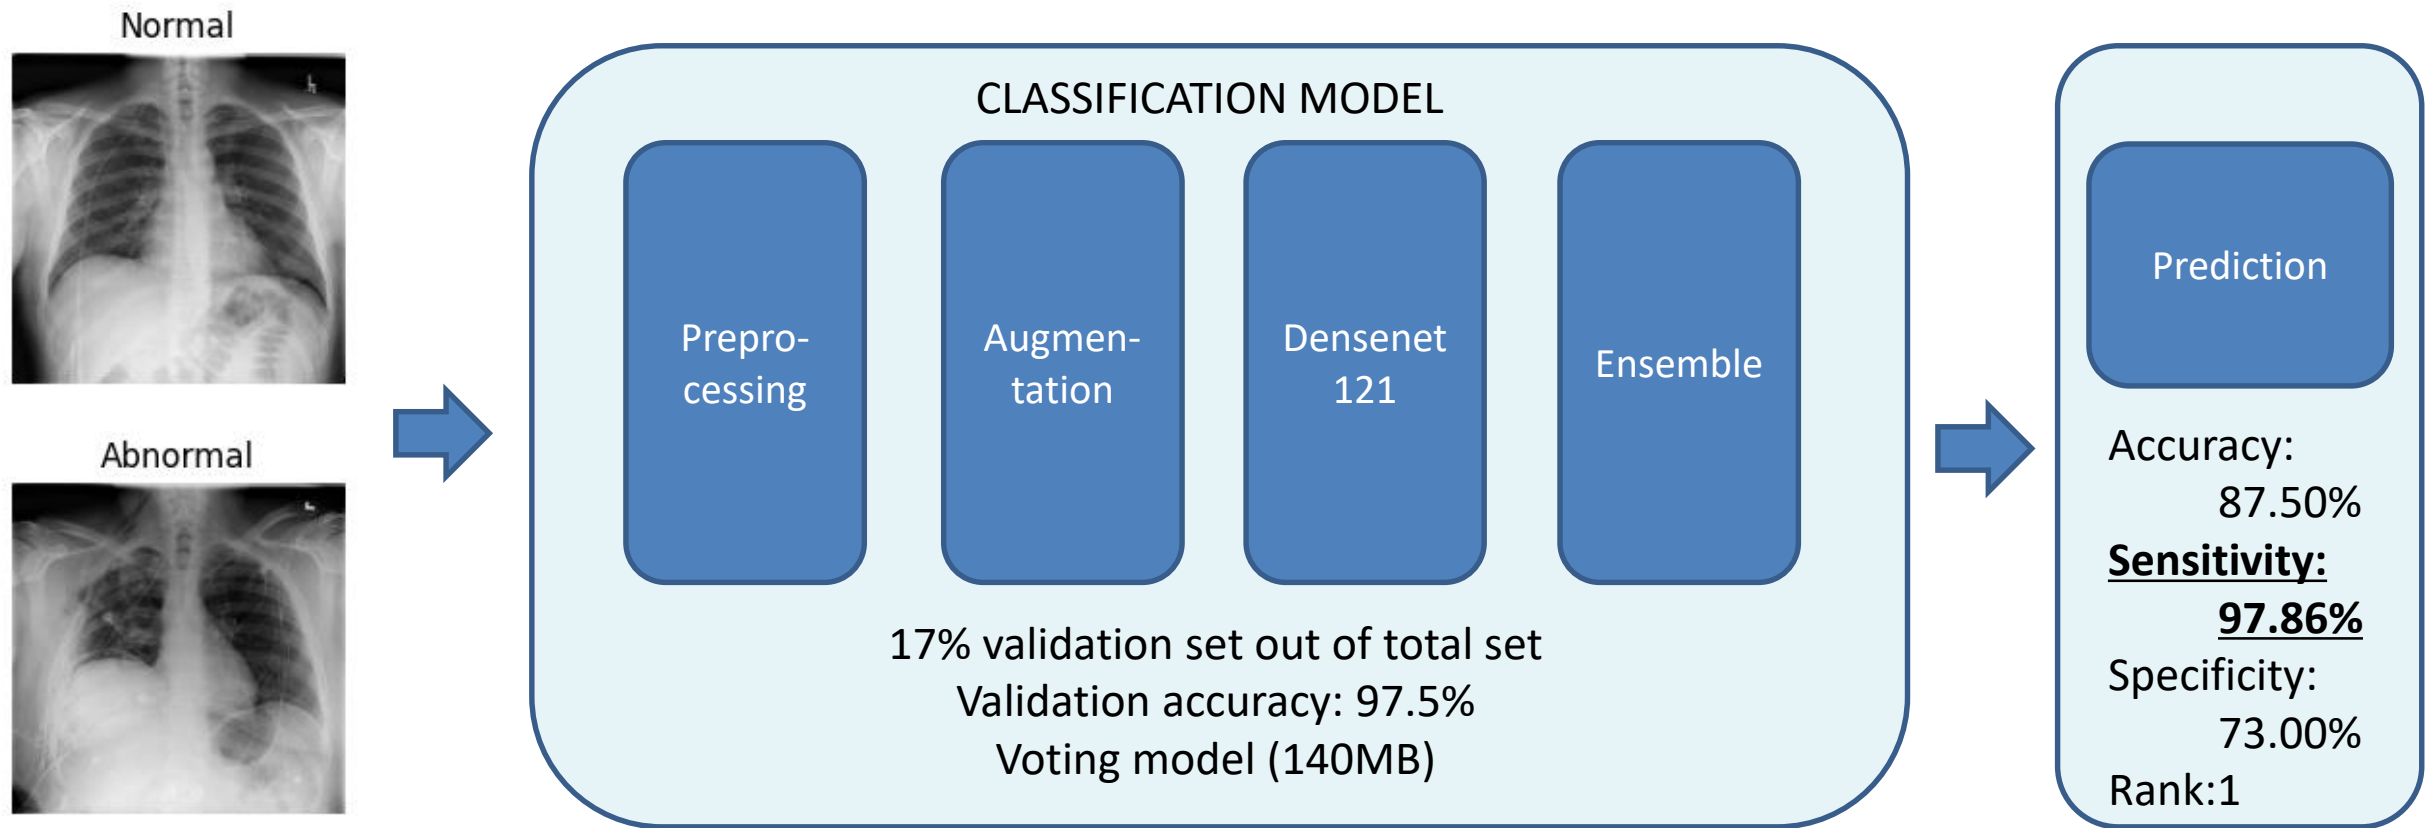 Normal
Abnormal
CLASSIFICATION MODEL
Prepro-
cessing
Augmen-
tation
Densenet
121
Ensemble
17% validation set out of total set
Validation accuracy: 97.5%
Voting model (140MB)
Prediction
Accuracy:
87.50%
Sensitivity:
97.86%
Specificity:
73.00%
Rank:1